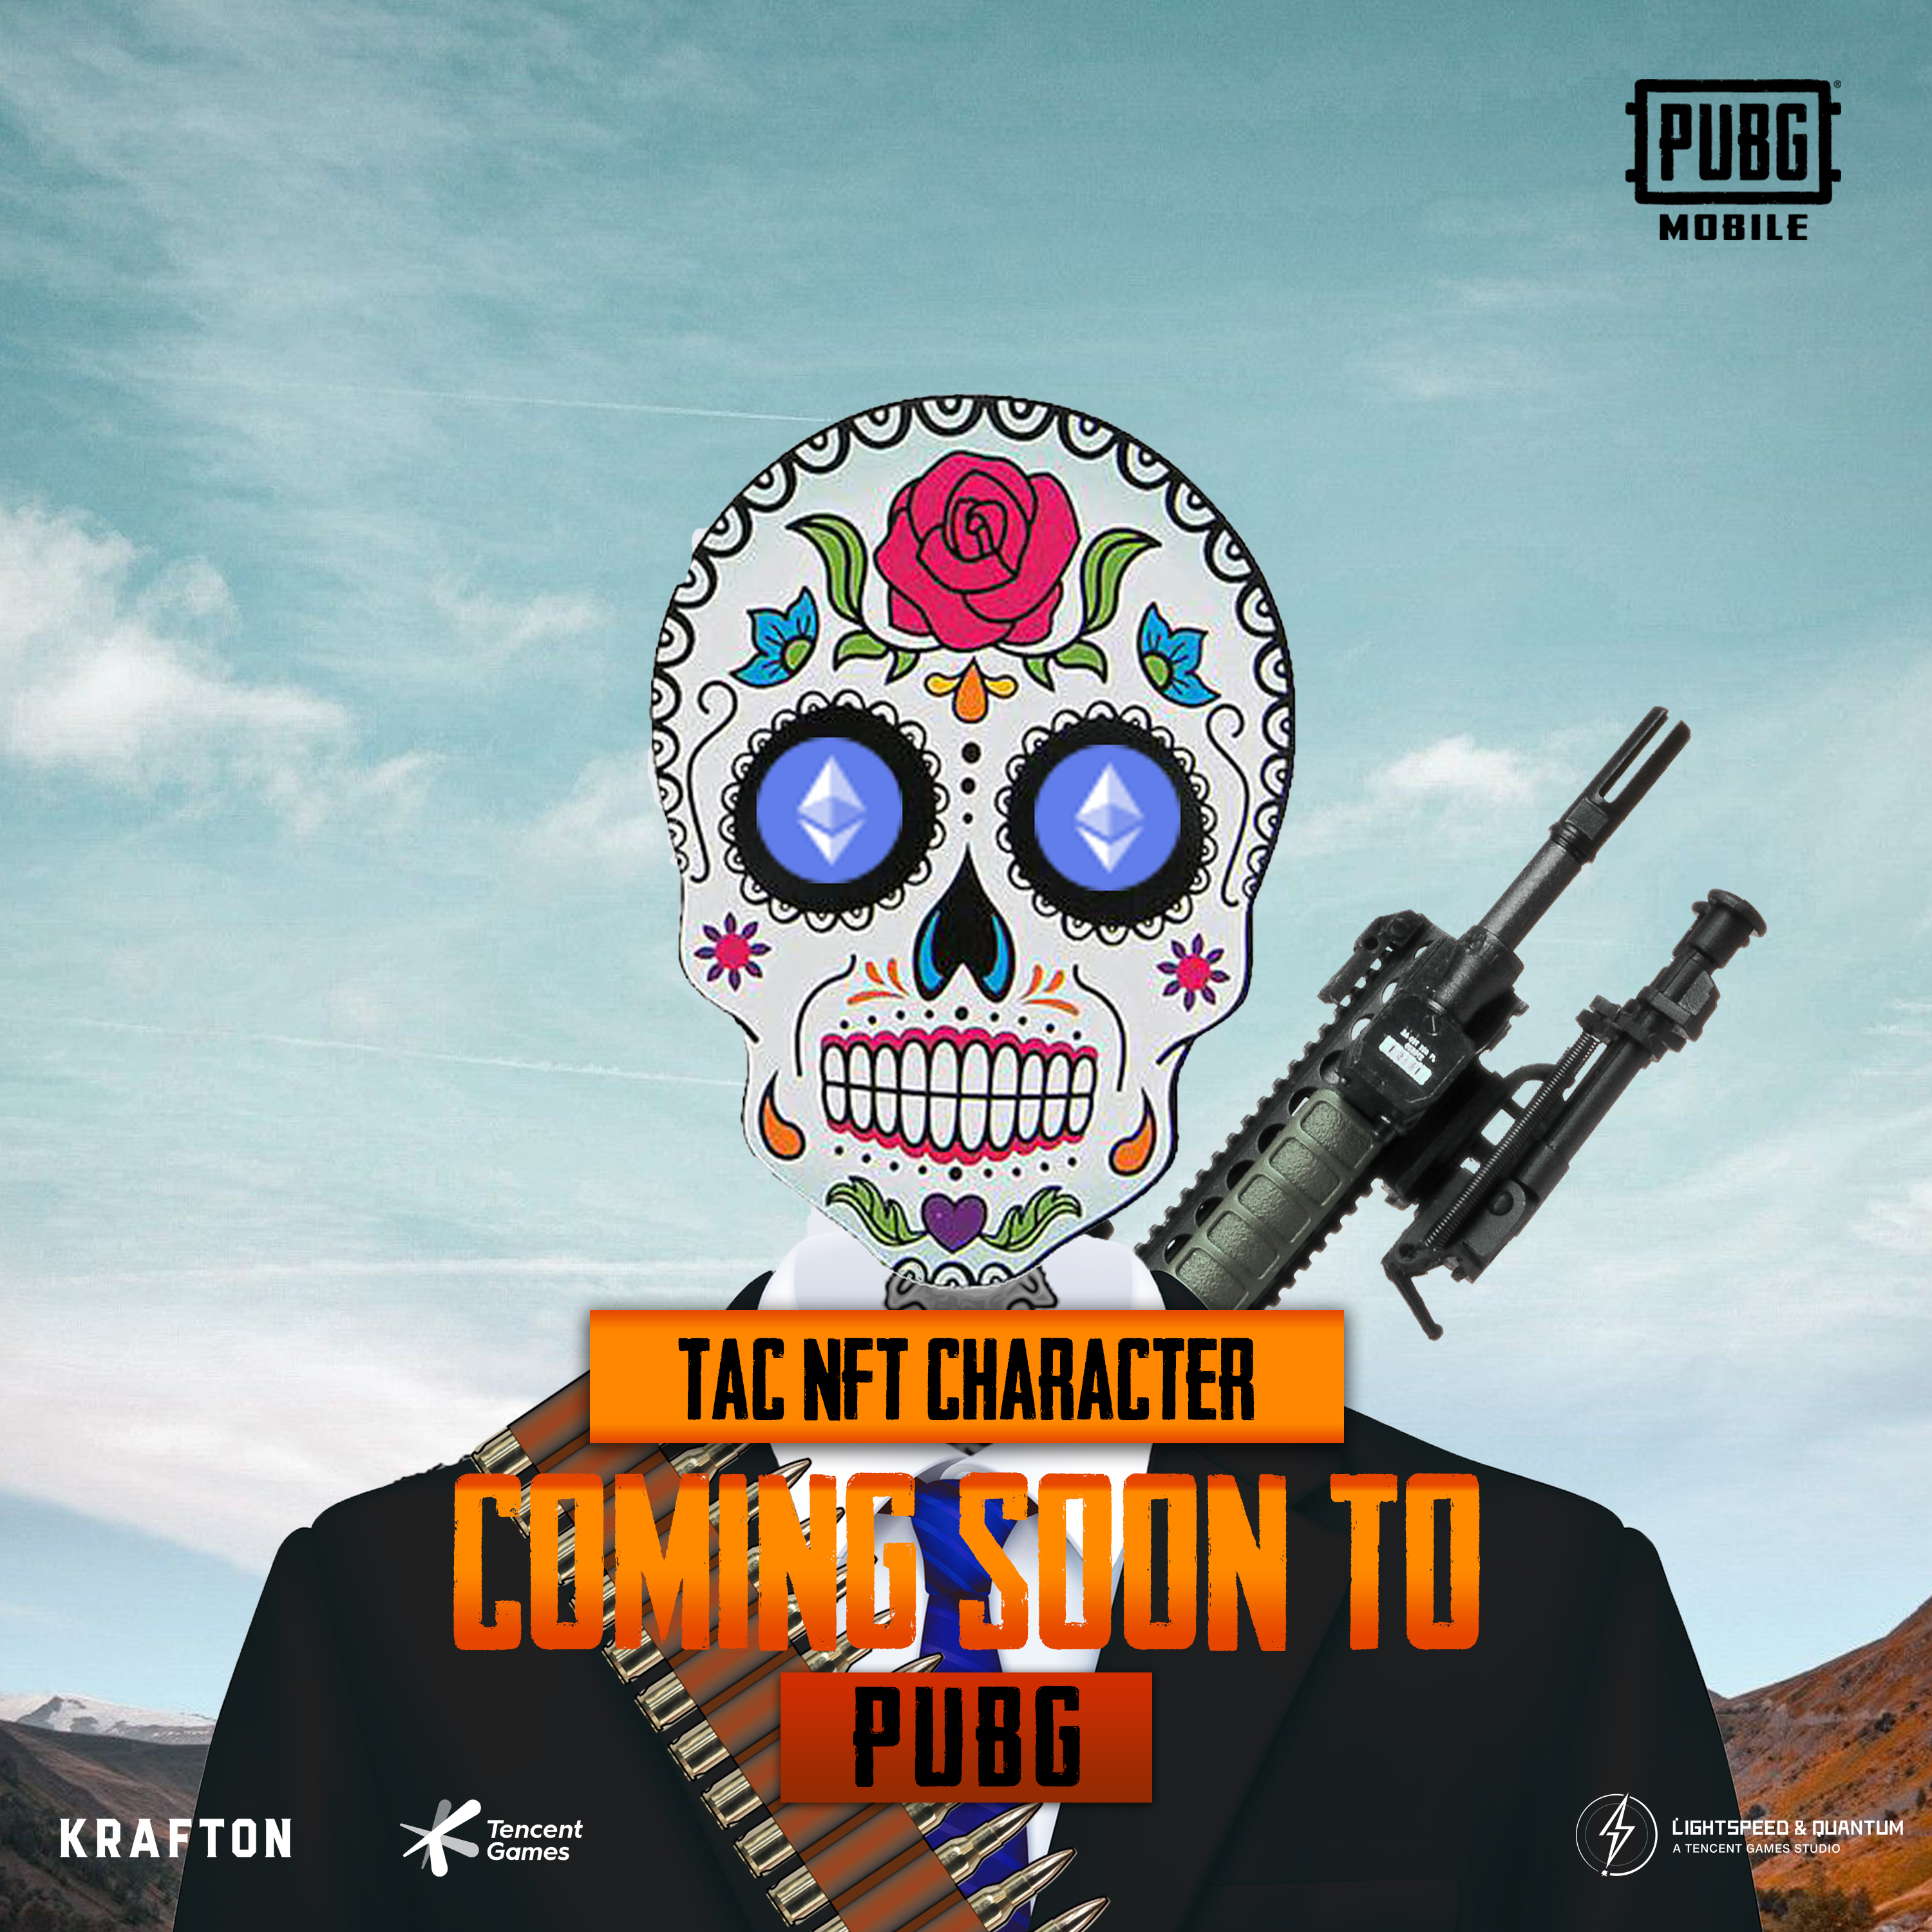 PUBG®
MOBILE
TAC NFT CHARACTER
COMING SOON TO
PUBG
KRAFTON
Tencent
Games
LIGHTSPEED & QUANTUM
A TENCENT GAMES STUDIO